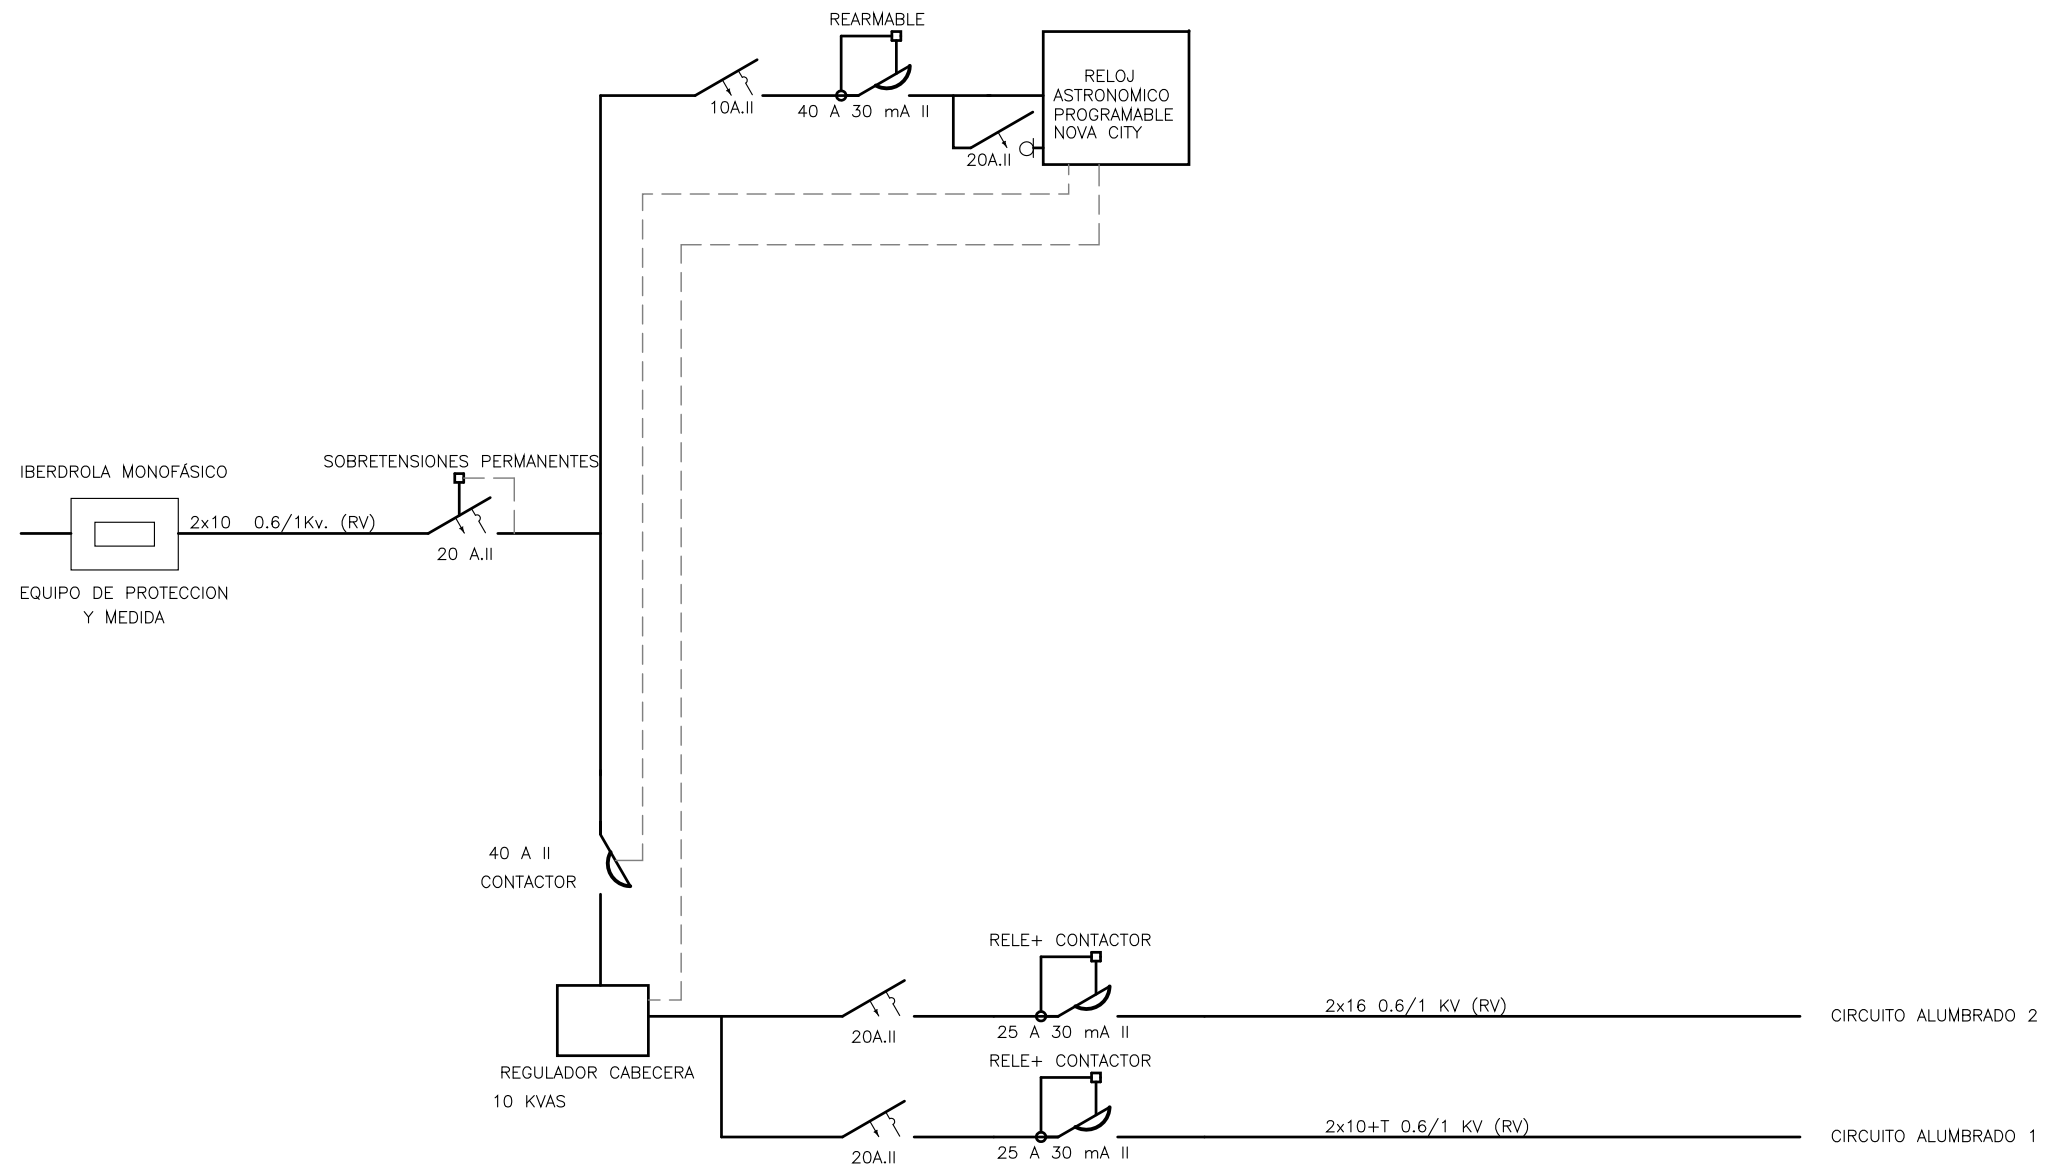 REARMABLE
RELOJ
ASTRONOMICO
PROGRAMABLE
NOVA CITY
10A.II
40 A 30 mA II
20A.II
SOBRETENSIONES PERMANENTES
IBERDROLA MONOFÁSICO
2x10 0.6/1Kv. (RV)
20 A.II
EQUIPO DE PROTECCION
Y MEDIDA
40 A II
CONTACTOR
RELE+ CONTACTOR
2x16 0.6/1 KV (RV)
CIRCUITO ALUMBRADO 2
20A.II
25 A 30 mA II
RELE+ CONTACTOR
REGULADOR CABECERA
10 KVAS
2x10+T 0.6/1 KV (RV)
CIRCUITO ALUMBRADO 1
20A.II
25 A 30 mA II